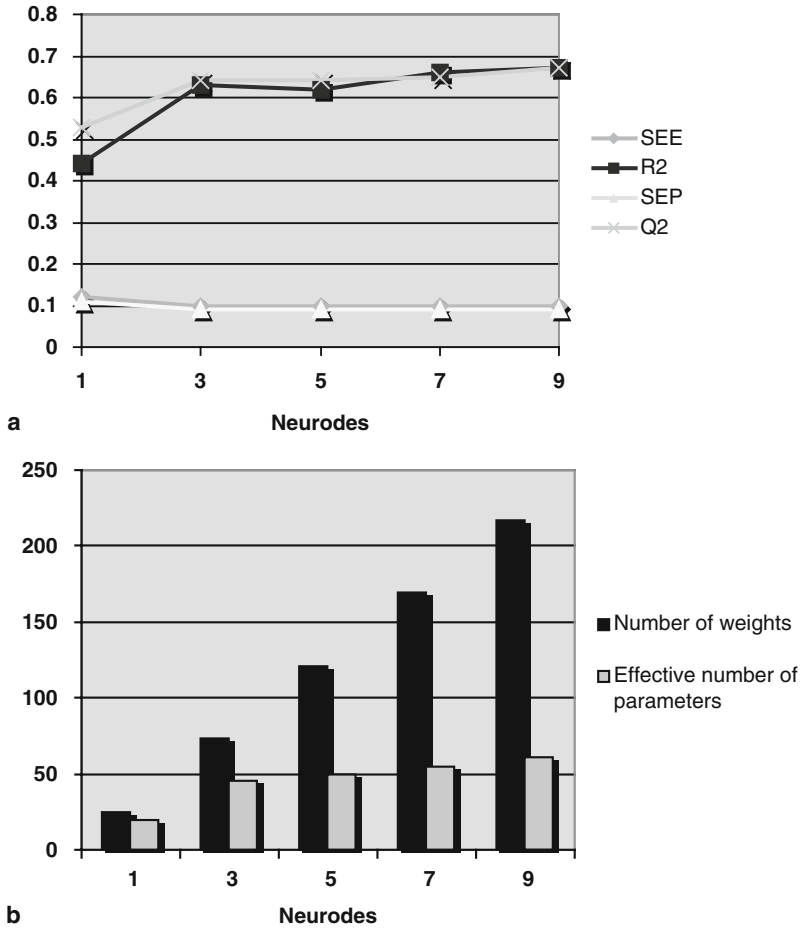 0.8
0.7
0.6
0.5
0.4
0.3
0.2
0.1
0
1 3 5 7 9
SEE
R2
SEP
Q2
a Neurodes
250
200
150
100
50
0
1 3 5 7 9
Number of weights
Effective number of
parameters
b Neurodes